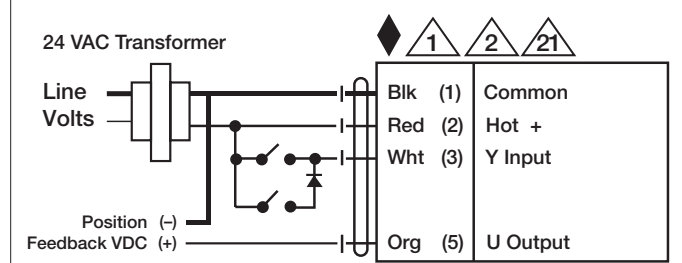 24 VAC Transformer
1 2 21
Line
Volts
Blk (1) Common
Red (2) Hot +
Wht (3) Y Input
Position (–)
Feedback VDC (+)
Org (5) U Output